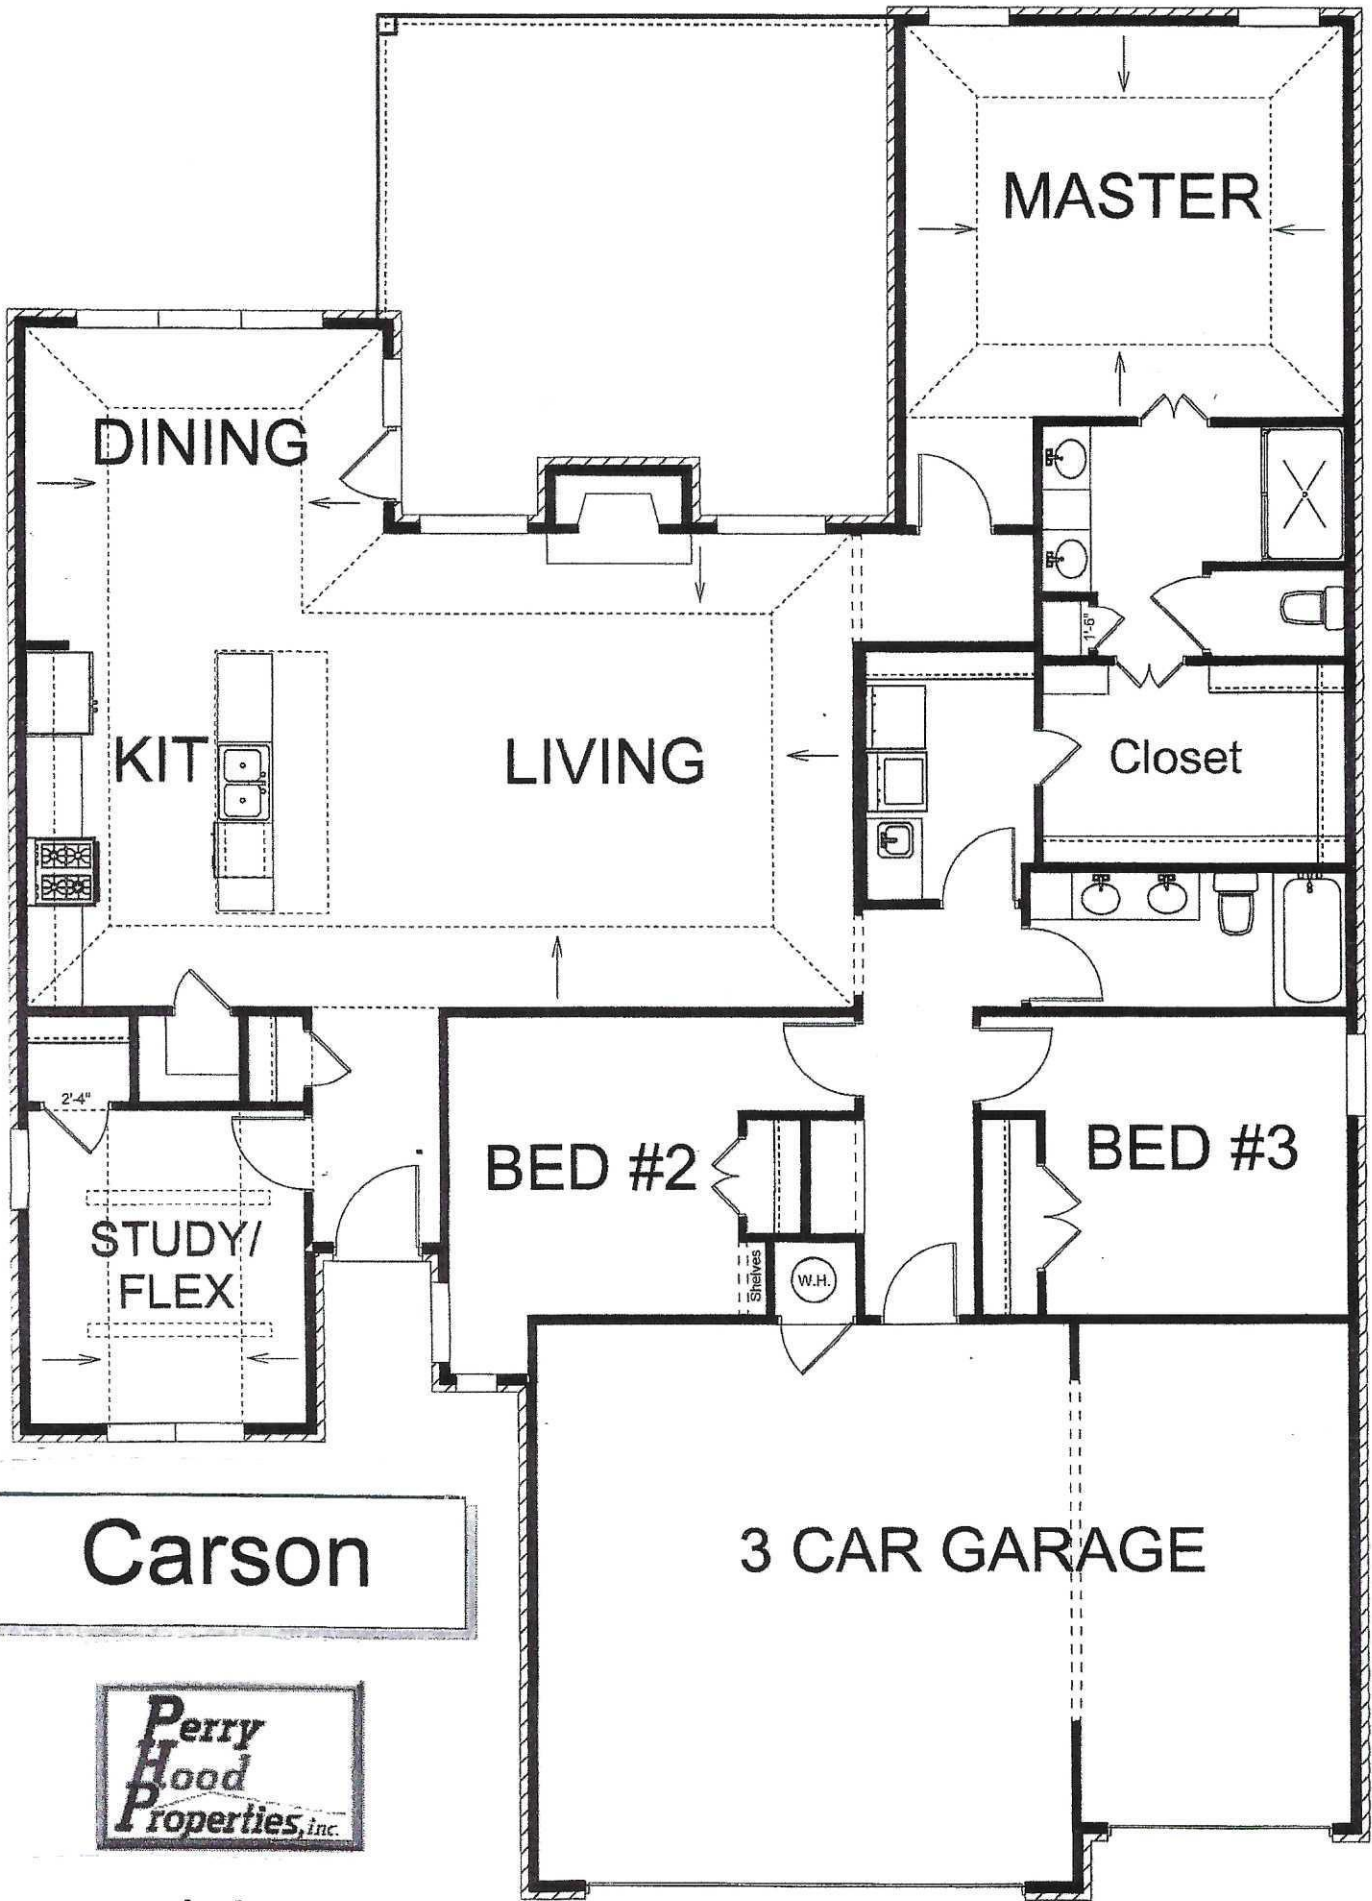 MASTER
DINING
1'-6"
KIT
LIVING
Closet
2'-4"
BED #2
BED #3
STUDY/
FLEX
Shelves
W.H.
Carson
3 CAR GARAGE
Perry
Hood
Properties, inc.